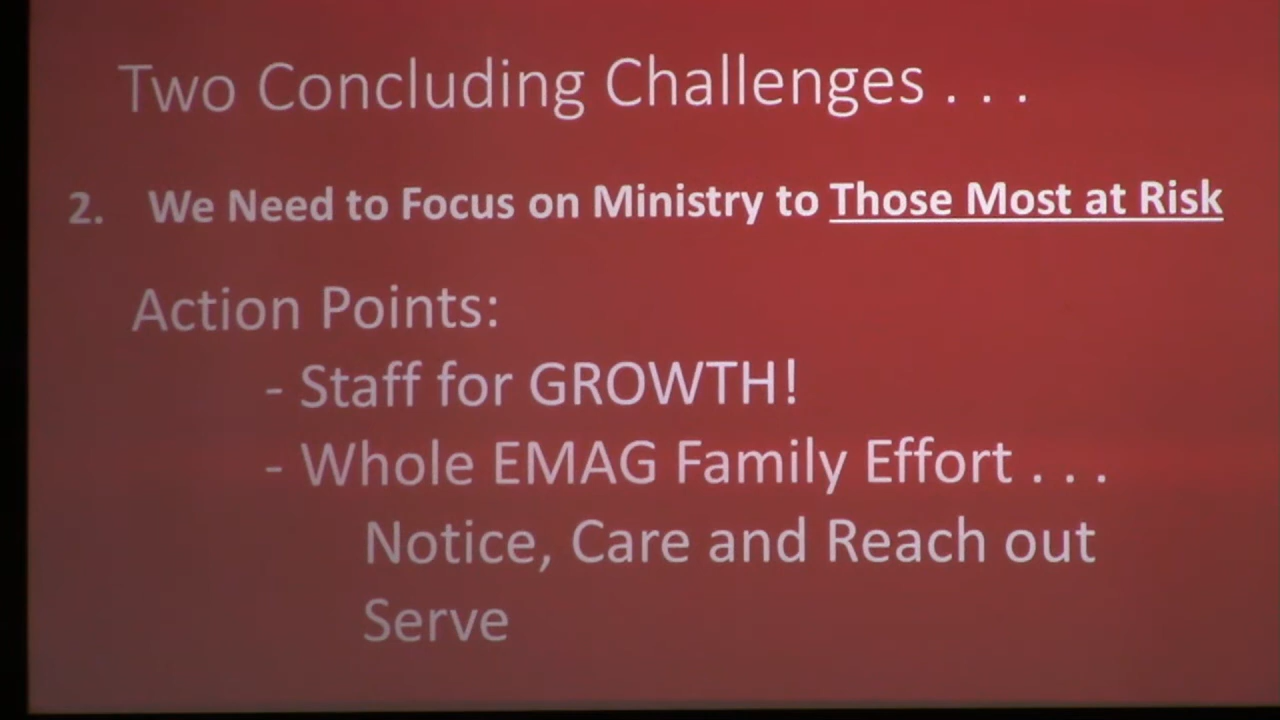 Two Concluding Challenges . . .
2. We Need to Focus on Ministry to Those Most at Risk
Action Points:
- Staff for GROWTH!
- Whole EMAG Family Effort . . .
Notice, Care and Reach out
Serve